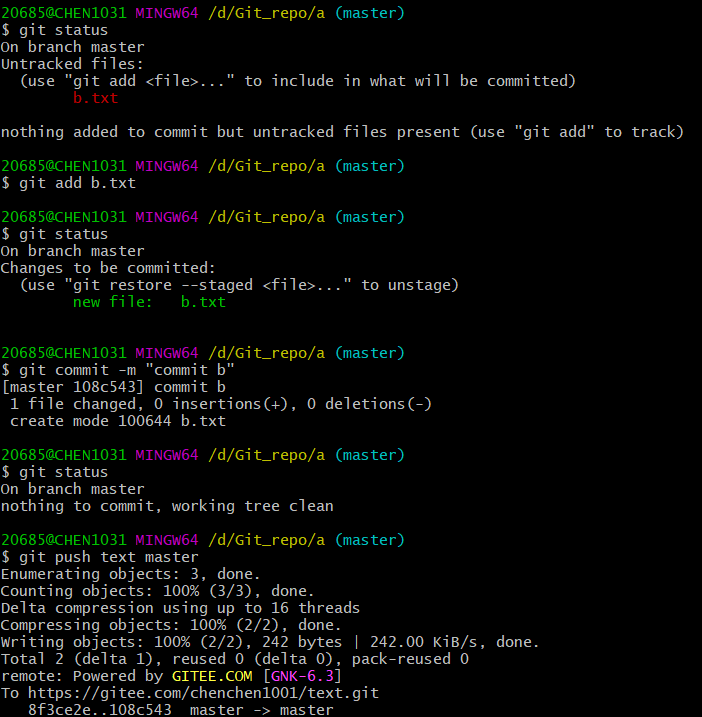 20685@CHEN1031 MINGW64 /d/Git_repo/a (master)
$ git status
On branch master
Untracked files:
  (use "git add <file>..." to include in what will be committed)
        b.txt

nothing added to commit but untracked files present (use "git add" to track)

20685@CHEN1031 MINGW64 /d/Git_repo/a (master)
$ git add b.txt

20685@CHEN1031 MINGW64 /d/Git_repo/a (master)
$ git status
On branch master
Changes to be committed:
  (use "git restore --staged <file>..." to unstage)
        new file:   b.txt


20685@CHEN1031 MINGW64 /d/Git_repo/a (master)
$ git commit -m "commit b"
[master 108c543] commit b
 1 file changed, 0 insertions(+), 0 deletions(-)
 create mode 100644 b.txt

20685@CHEN1031 MINGW64 /d/Git_repo/a (master)
$ git status
On branch master
nothing to commit, working tree clean

20685@CHEN1031 MINGW64 /d/Git_repo/a (master)
$ git push text master
Enumerating objects: 3, done.
Counting objects: 100% (3/3), done.
Delta compression using up to 16 threads
Compressing objects: 100% (2/2), done.
Writing objects: 100% (2/2), 242 bytes | 242.00 KiB/s, done.
Total 2 (delta 1), reused 0 (delta 0), pack-reused 0
remote: Powered by GITEE.COM [GNK-6.3]
To https://gitee.com/chenchen1001/text.git
   8f3ce2e..108c543  master -> master